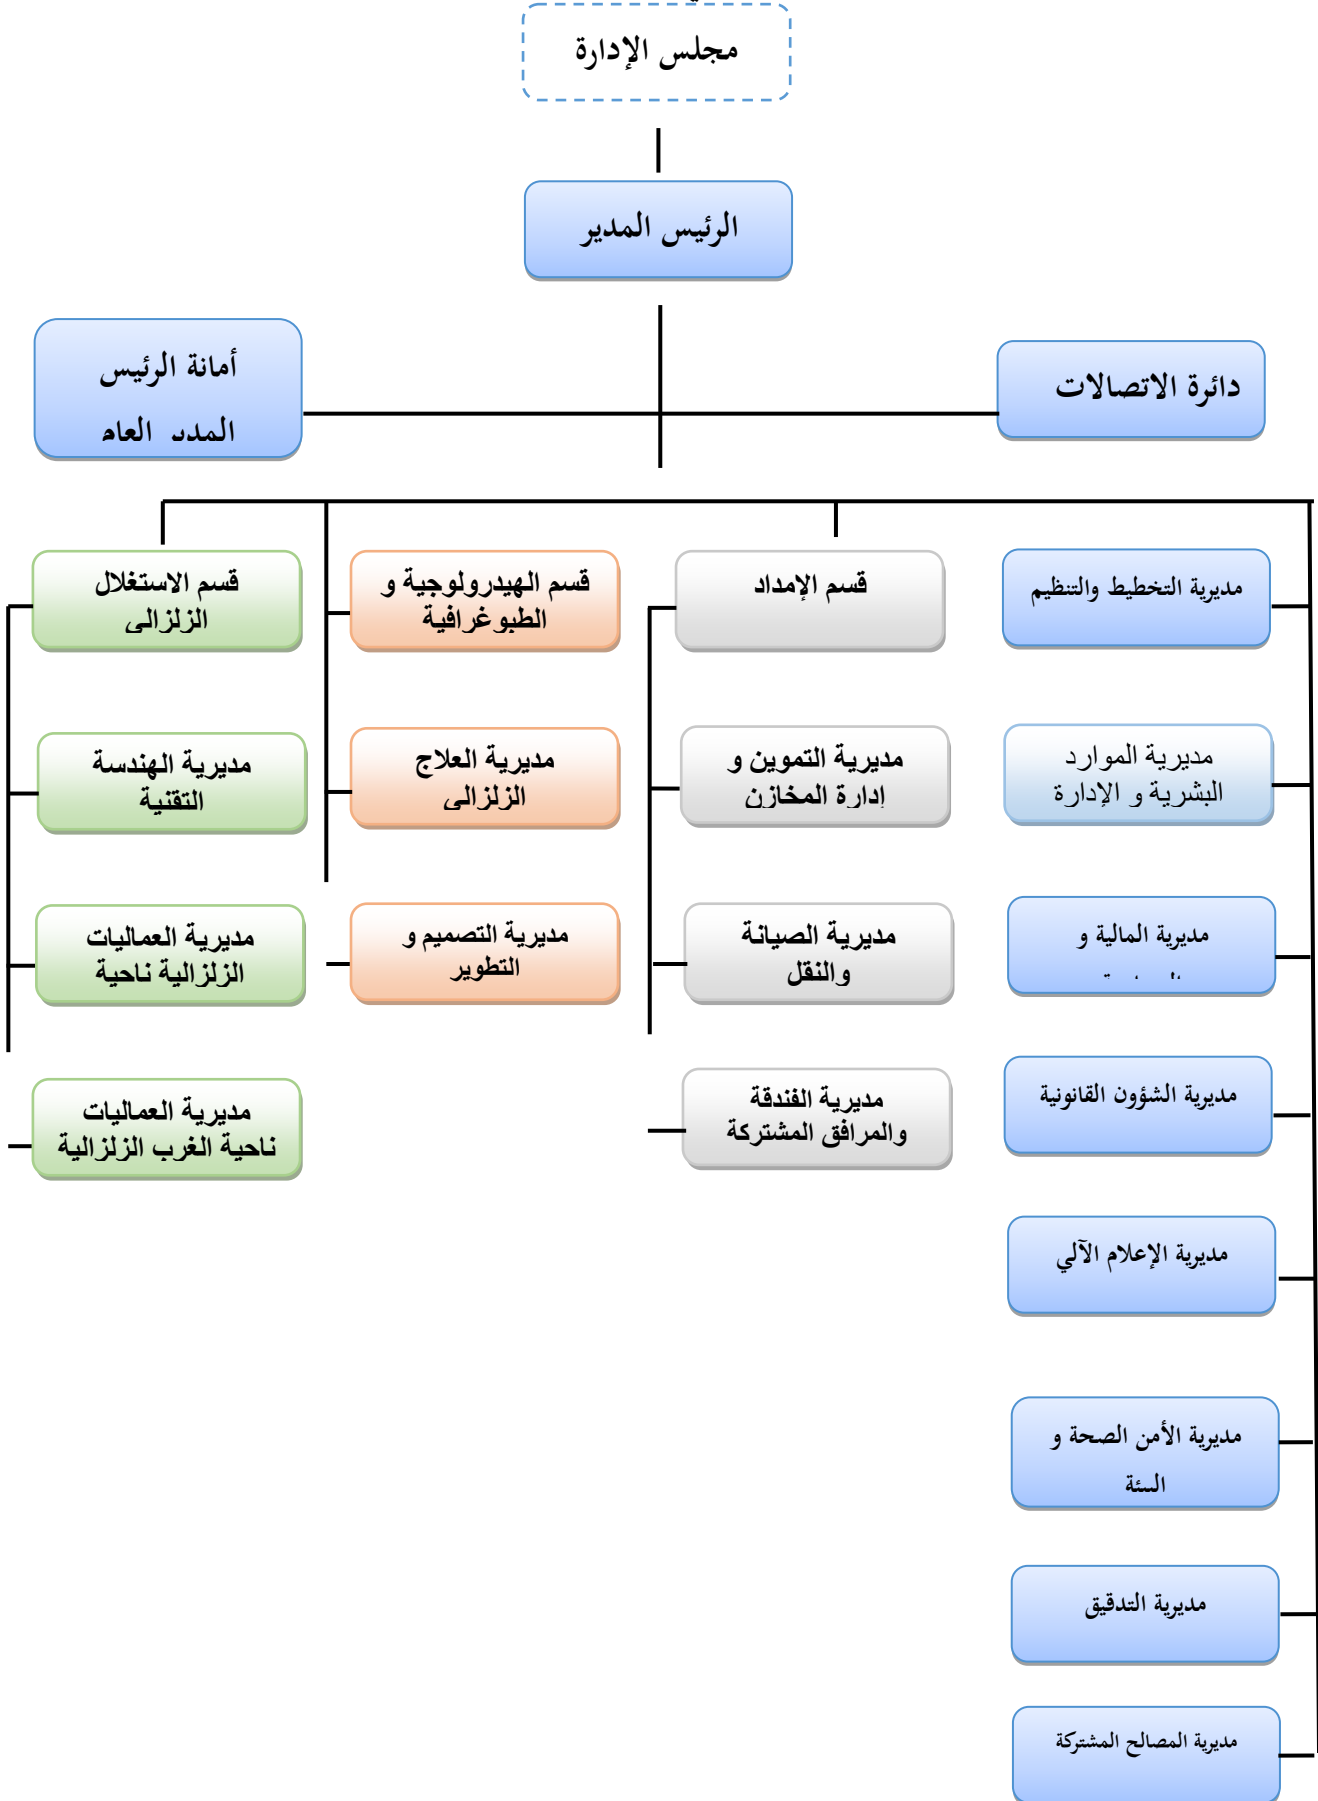 مجلس الإدارة
الرئيس المدير
دائرة الاتصالات
أمانة الرئيس
المدير العام
مديرية التخطيط والتنظيم
قسم الإمداد
قسم الهيدرولوجية و
الطبوغرافية
قسم الاستغلال
الزلزالي
مديرية الموارد
البشرية و الإدارة
مديرية التموين و
إدارة المخازن
مديرية العلاج
الزلزالي
مديرية الهندسة
التقنية
مديرية المالية و
مديرية الصيانة
والنقل
مديرية التصميم و
التطوير
مديرية العماليات
الزلزالية ناحية
مديرية الشؤون القانونية
مديرية الفندقة
والمرافق المشتركة
مديرية العماليات
ناحية الغرب الزلزالية
مديرية الإعلام الآلي
مديرية الأمن الصحة و
البيئة
مديرية التدقيق
مديرية المصالح المشتركة